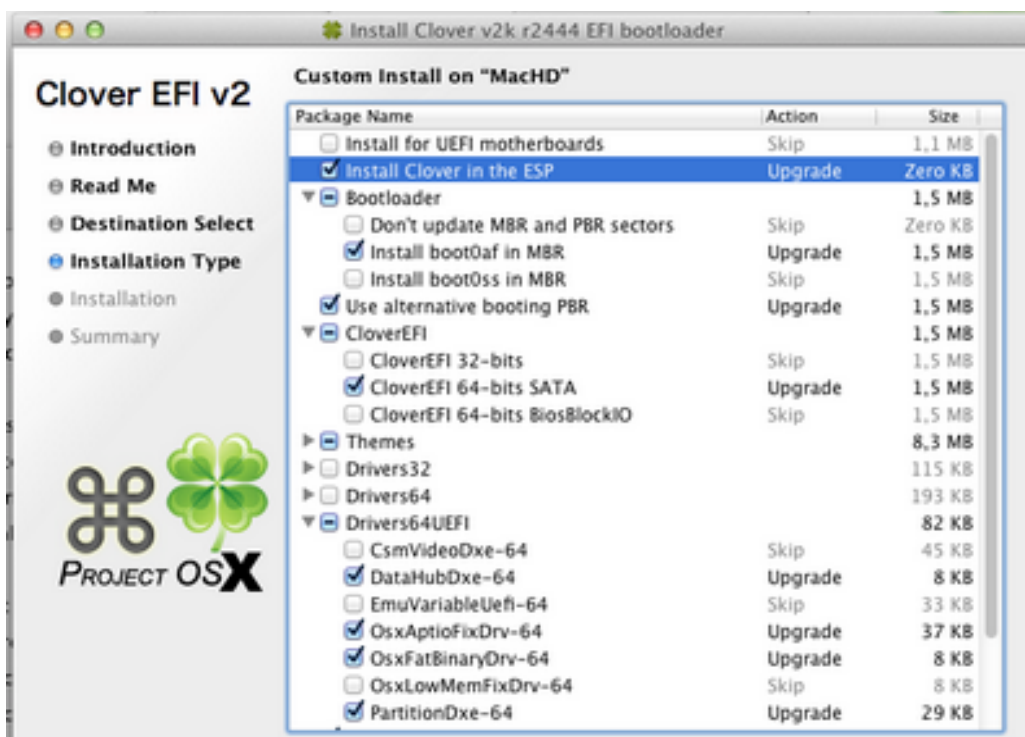 Install Clover v2k r2444 EFI bootloader
Clover EFI v2
Introduction
Read Me
Destination Select
Installation Type
Installation
Summary
PROJECT OSX
Custom Install on “MacHD”
Package Name Action Size
Install for UEFI motherboards Skip 1,1 MB
Install Clover in the ESP Upgrade Zero KB
Bootloader 1,5 MB
Don't update MBR and PBR sectors Skip Zero KB
Install boot0af in MBR Upgrade 1,5 MB
Install boot0ss in MBR Skip 1,5 MB
Use alternative booting PBR Upgrade 1,5 MB
CloverEFI 1,5 MB
CloverEFI 32-bits Skip 1,5 MB
CloverEFI 64-bits SATA Upgrade 1,5 MB
CloverEFI 64-bits BiosBlockIO Skip 1,5 MB
Themes 8,3 MB
Drivers32 115 KB
Drivers64 193 KB
Drivers64UEFI 82 KB
CsmVideoDxe-64 Skip 45 KB
DataHubDxe-64 Upgrade 8 KB
EmuVariableUefi-64 Skip 33 KB
OsxAptioFixDrv-64 Upgrade 37 KB
OsxFatBinaryDrv-64 Upgrade 8 KB
OsxLowMemFixDrv-64 Skip 8 KB
PartitionDxe-64 Upgrade 29 KB